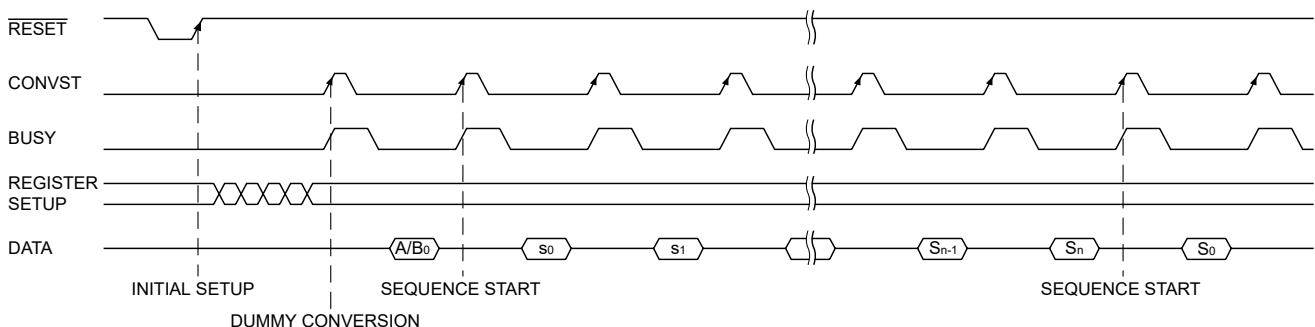 RESET
CONVST
BUSY
REGISTER
SETUP
DATA A/B0 s0 s1 Sn-1 Sn S0
INITIAL SETUP SEQUENCE START SEQUENCE START
DUMMY CONVERSION